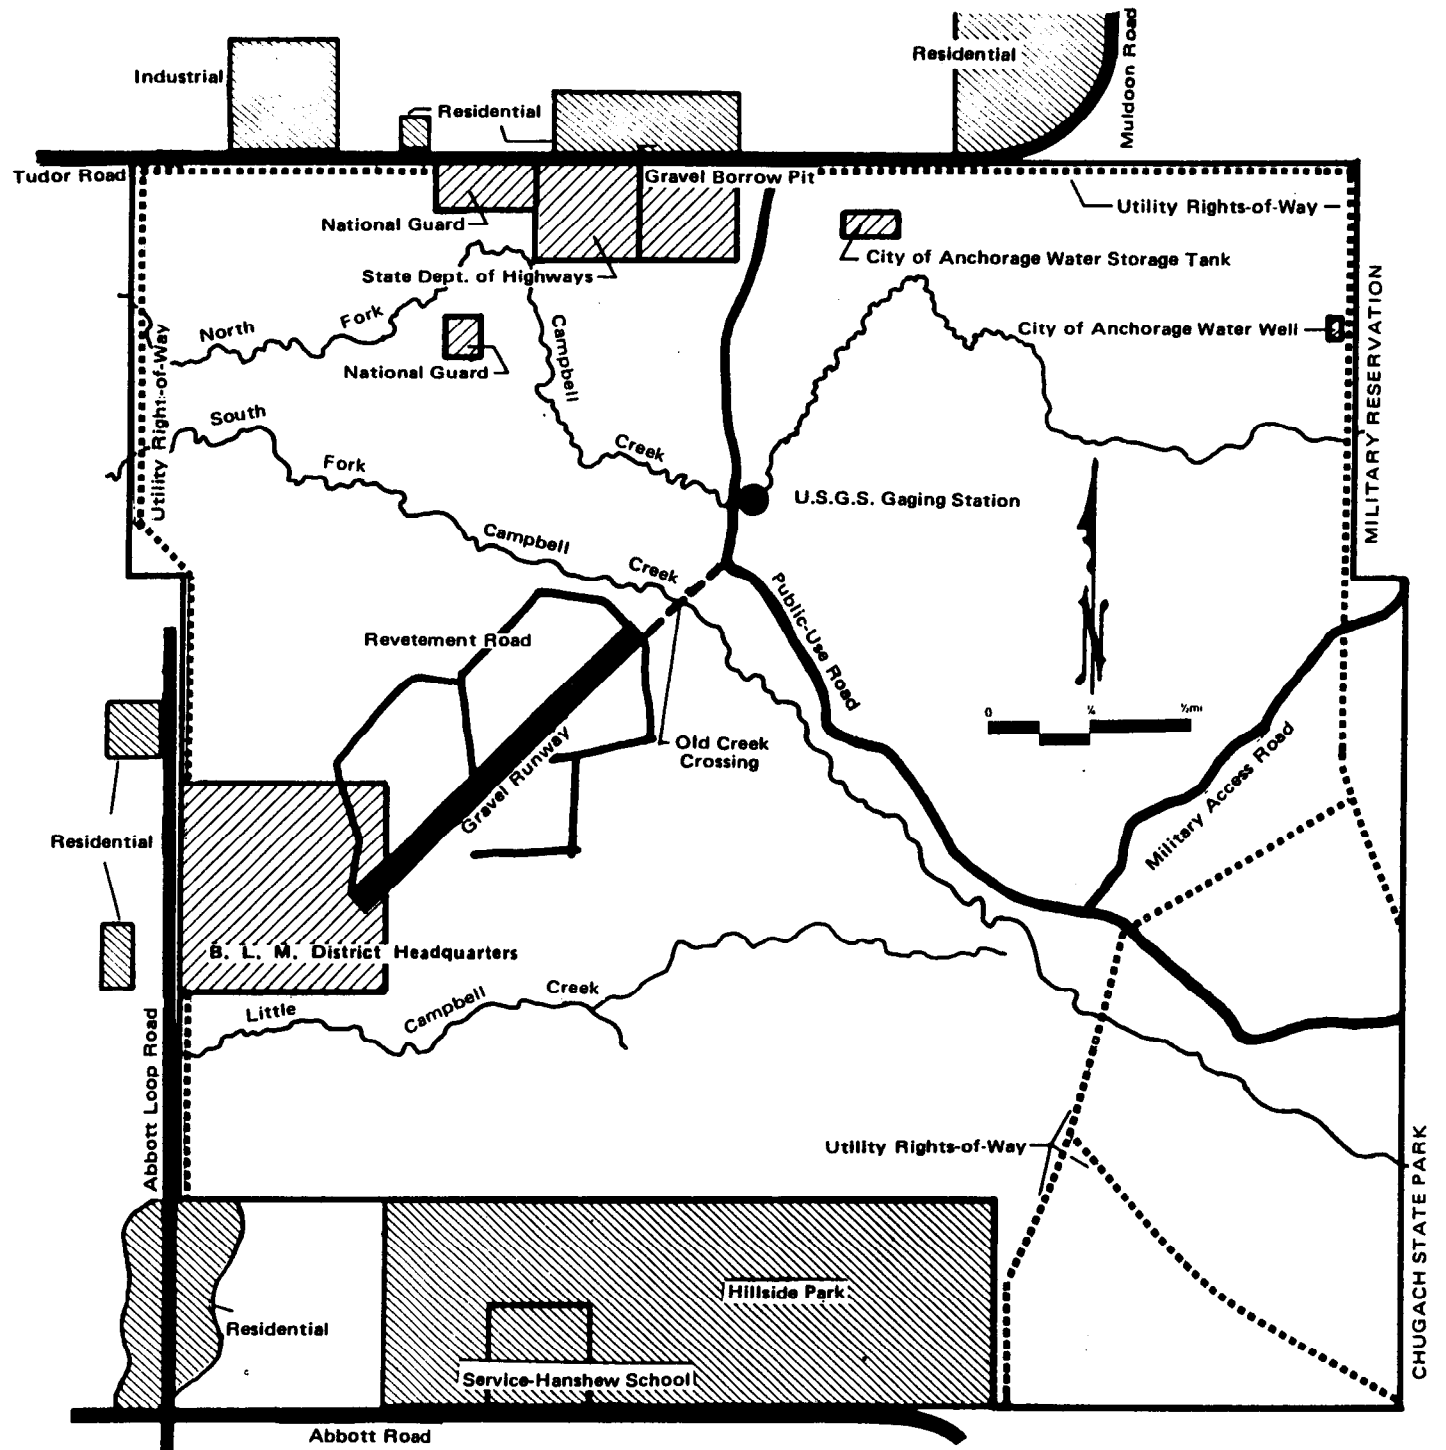 Residential
Muldoon Road
Industrial
Residential
Tudor Road
Gravel Borrow Pit
Utility Rights-of-Way
National Guard
City of Anchorage Water Storage Tank
State Dept. of Highways
MILITARY RESERVATION
North
Fork
Campbell
Creek
City of Anchorage Water Well
National Guard
Utility Right-of-Way
South
Fork
Campbell
Creek
U.S.G.S. Gaging Station
Public-Use Road
Revetement Road
0
¼
½mi
Old Creek
Crossing
Gravel Runway
Military Access Road
Residential
B. L. M. District Headquarters
Little
Campbell
Creek
Abbott Loop Road
Utility Rights-of-Way
CHUGACH STATE PARK
Hillside Park
Residential
Service-Hanshew School
Abbott Road